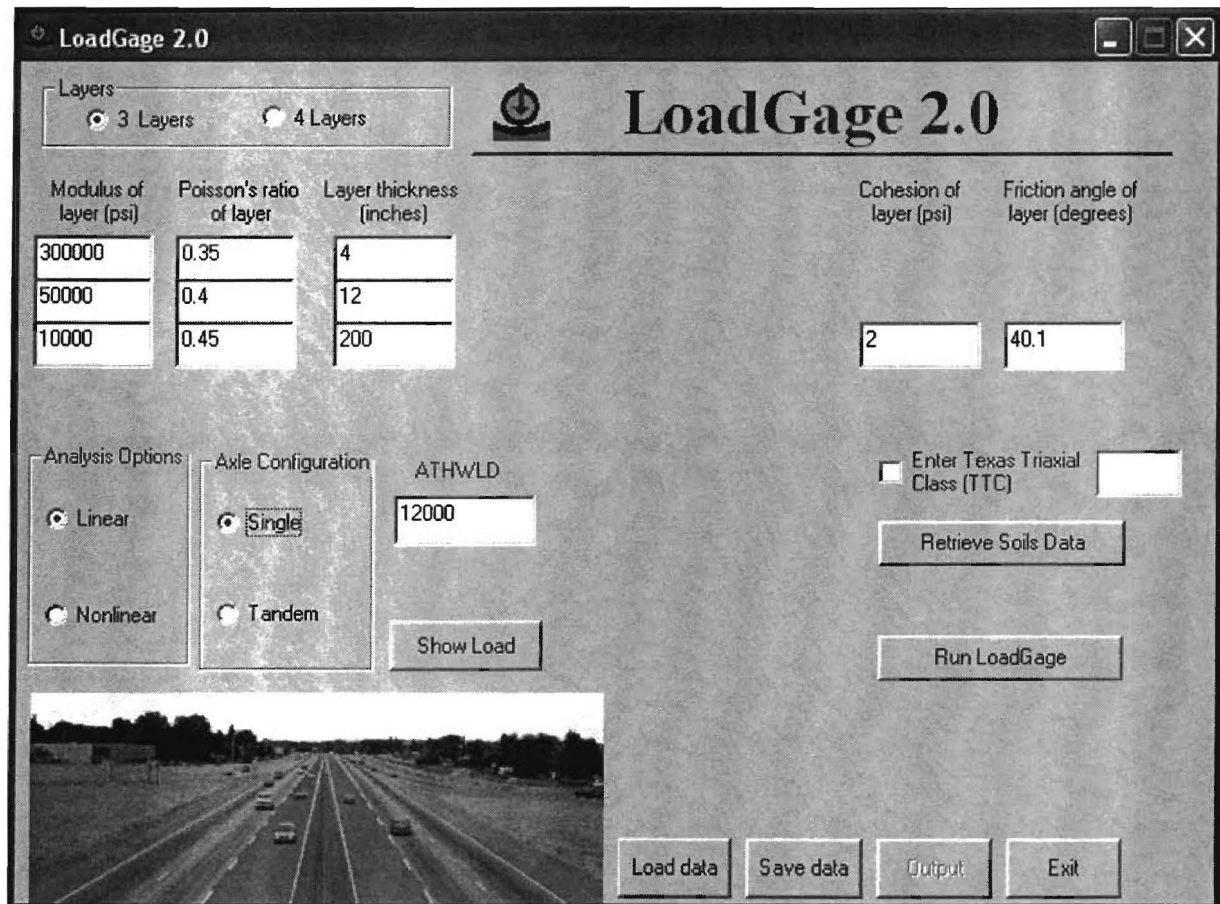 LoadGage 2.0
Layers
3 Layers 4 Layers
LoadGage 2.0
Modulus of layer (psi)
Poisson's ratio of layer
Layer thickness (inches)
Cohesion of layer (psi)
Friction angle of layer (degrees)
300000 0.35 4
50000 0.4 12
10000 0.45 200 2 40.1
Analysis Options
Linear
Nonlinear
Axle Configuration
Single
Tandem
ATHWLD
12000
Show Load
Enter Texas Triaxial
Class (TTC)
Retrieve Soils Data
Run LoadGage
Load data Save data Output Exit